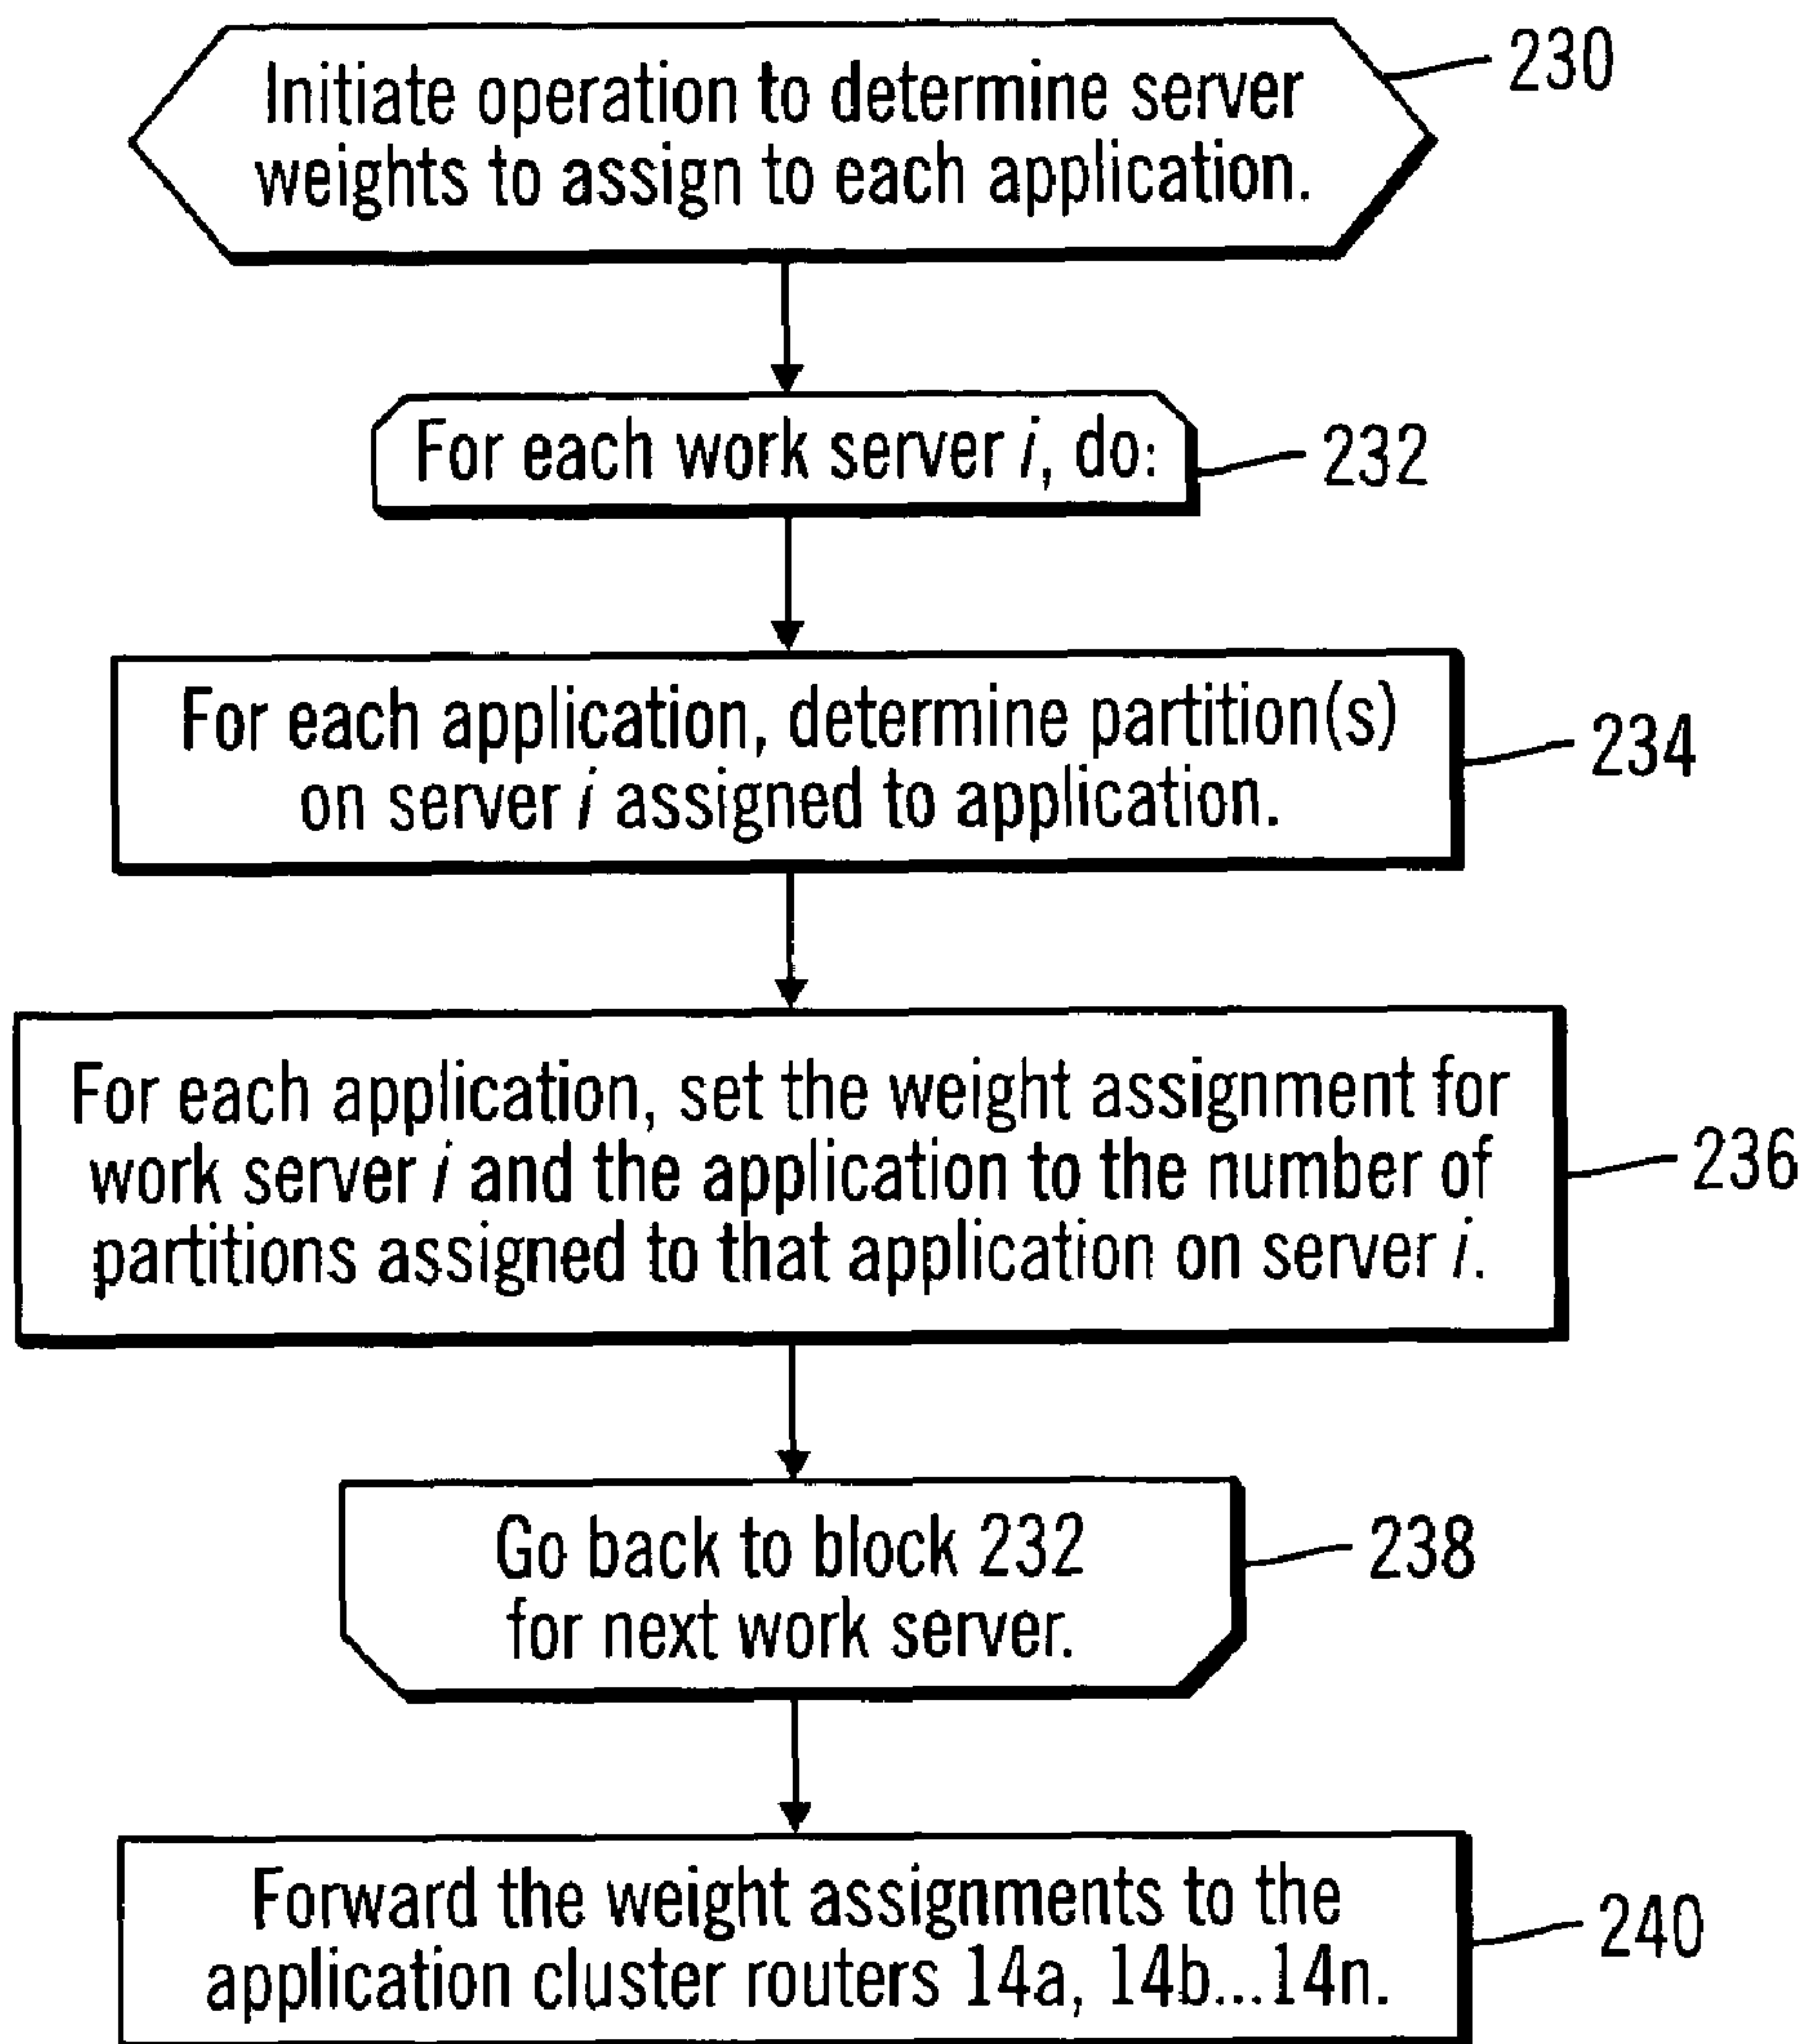 Initiate operation to determine server
weights to assign to each application.
230
For each work server i, do:
232
For each application, determine partition(s)
on server i assigned to application.
234
For each application, set the weight assignment for
work server i and the application to the number of
partitions assigned to that application on server i.
236
Go back to block 232
for next work server.
238
Forward the weight assignments to the
application cluster routers 14a, 14b...14n.
240